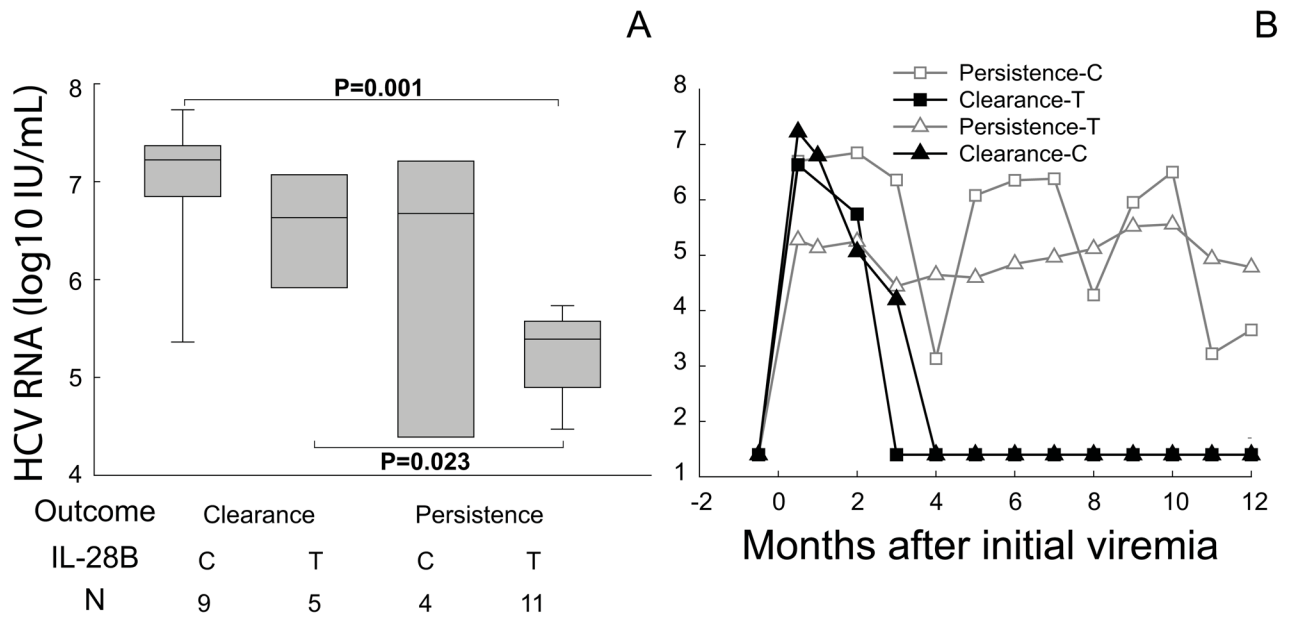 A
HCV RNA (log10 IU/mL)
8
7
6
5
4
P=0.001
P=0.023
Outcome Clearance Persistence
IL-28B C T C T
N 9 5 4 11
B
Persistence-C
Clearance-T
Persistence-T
Clearance-C
8
7
6
5
4
3
2
1
-2 0 2 4 6 8 10 12
Months after initial viremia